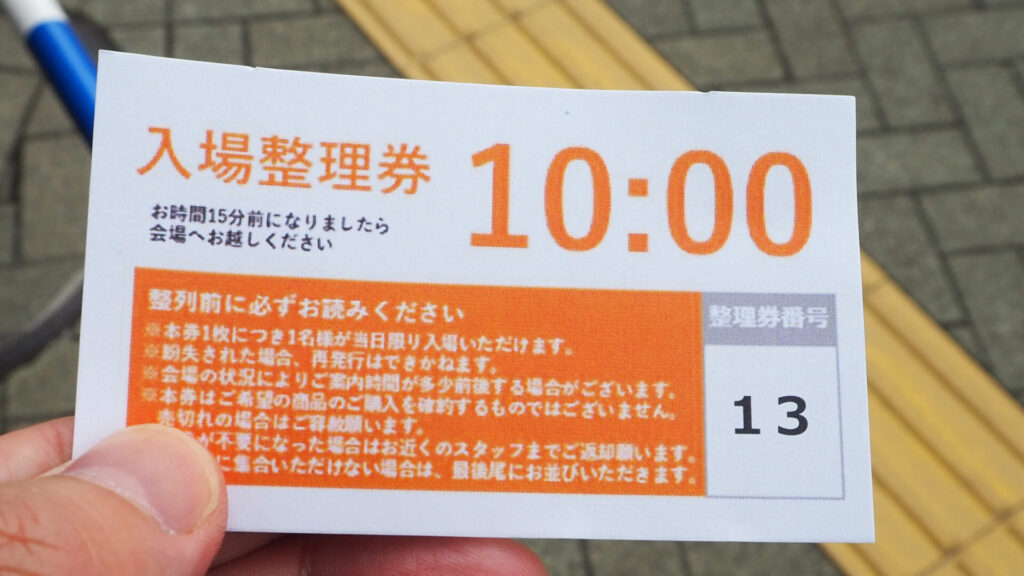 入場整理券
10:00
お時間15分前になりましたら
会場へお越しください
整列前に必ずお読みください
※本券1枚につき1名様が当日限り入場いただけます。
※紛失された場合、再発行はできかねます。
※会場の状況によりご案内時間が多少前後する場合がございます。
※本券はご希望の商品のご購入を確約するものではございません。
売切れの場合はご容赦願います。
が不要になった場合はお近くのスタッフまでご返却願います。
に集合いただけない場合は、最後尾にお並びいただきます。
整理券番号
13